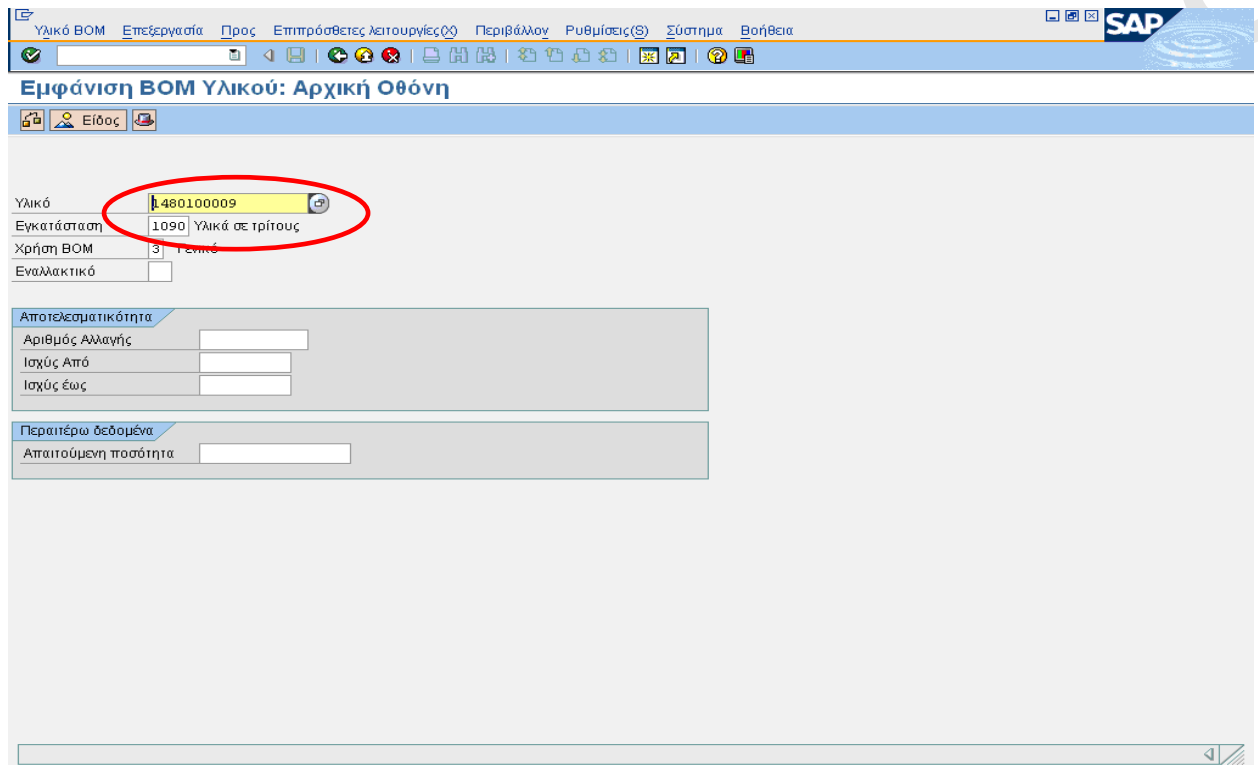 Υλικό BOM Επεξεργασία Προς Επιπρόσθετες λειτουργίες(X) Περιβάλλον Ρυθμίσεις(S) Σύστημα Βοήθεια
SAP
Εμφάνιση BOM Υλικού: Αρχική Οθόνη
Είδος
Υλικό 1480100009
Εγκατάσταση 1090 Υλικά σε τρίτους
Χρήση BOM 3 Γενικό
Εναλλακτικό
Αποτελεσματικότητα
Αριθμός Αλλαγής
Ισχύς Από
Ισχύς έως
Περαιτέρω δεδομένα
Απαιτούμενη ποσότητα